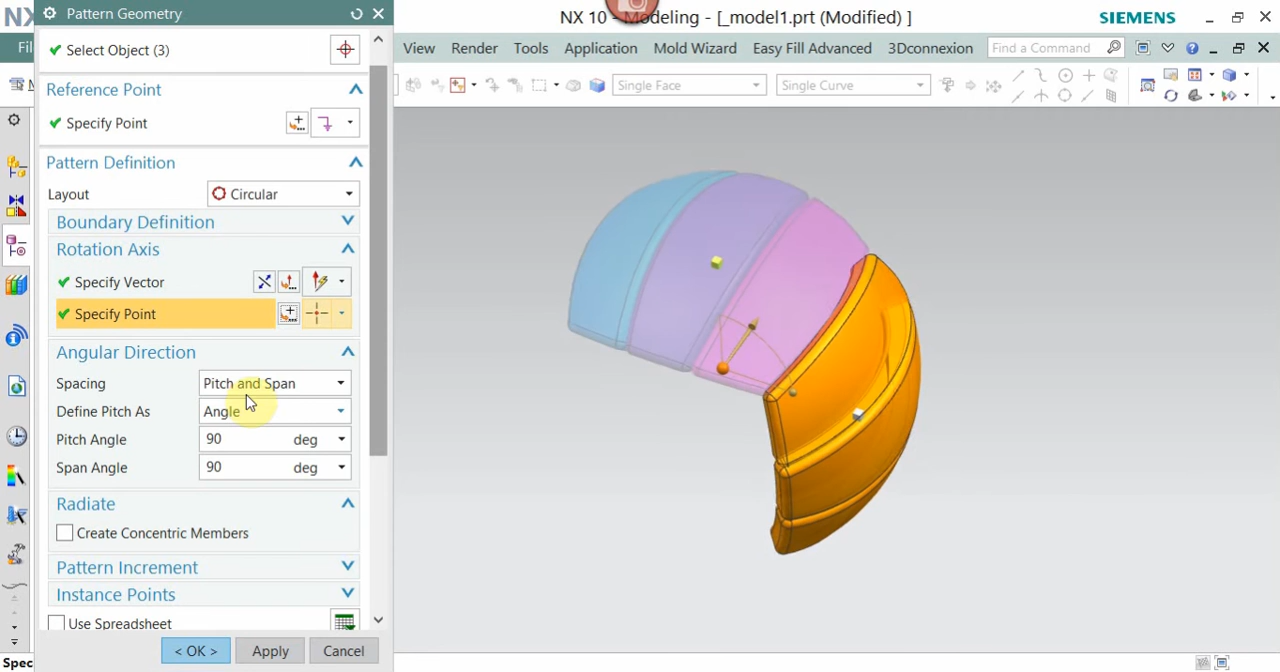 NX
Pattern Geometry
NX 10 - Modeling - [_model1.prt (Modified) ]
SIEMENS
Fil
View Render Tools Application Mold Wizard Easy Fill Advanced 3Dconnexion Find a Command
Select Object (3)
M
Single Face Single Curve
Reference Point
Specify Point
Pattern Definition
Layout Circular
Boundary Definition
Rotation Axis
Specify Vector
Specify Point
Angular Direction
Spacing Pitch and Span
Define Pitch As Angle
Pitch Angle 90 deg
Span Angle 90 deg
Radiate
Create Concentric Members
Pattern Increment
Instance Points
Use Spreadsheet
< OK > Apply Cancel
Spec